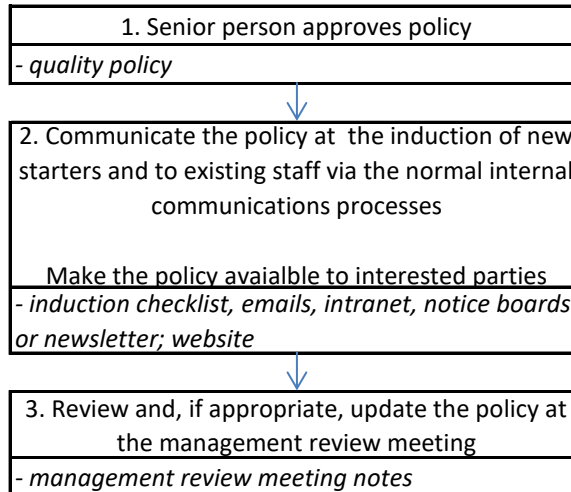 1. Senior person approves policy
- quality policy
2. Communicate the policy at the induction of new
starters and to existing staff via the normal internal
communications processes
Make the policy avaialble to interested parties
- induction checklist, emails, intranet, notice boards
or newsletter; website
3. Review and, if appropriate, update the policy at
the management review meeting
- management review meeting notes